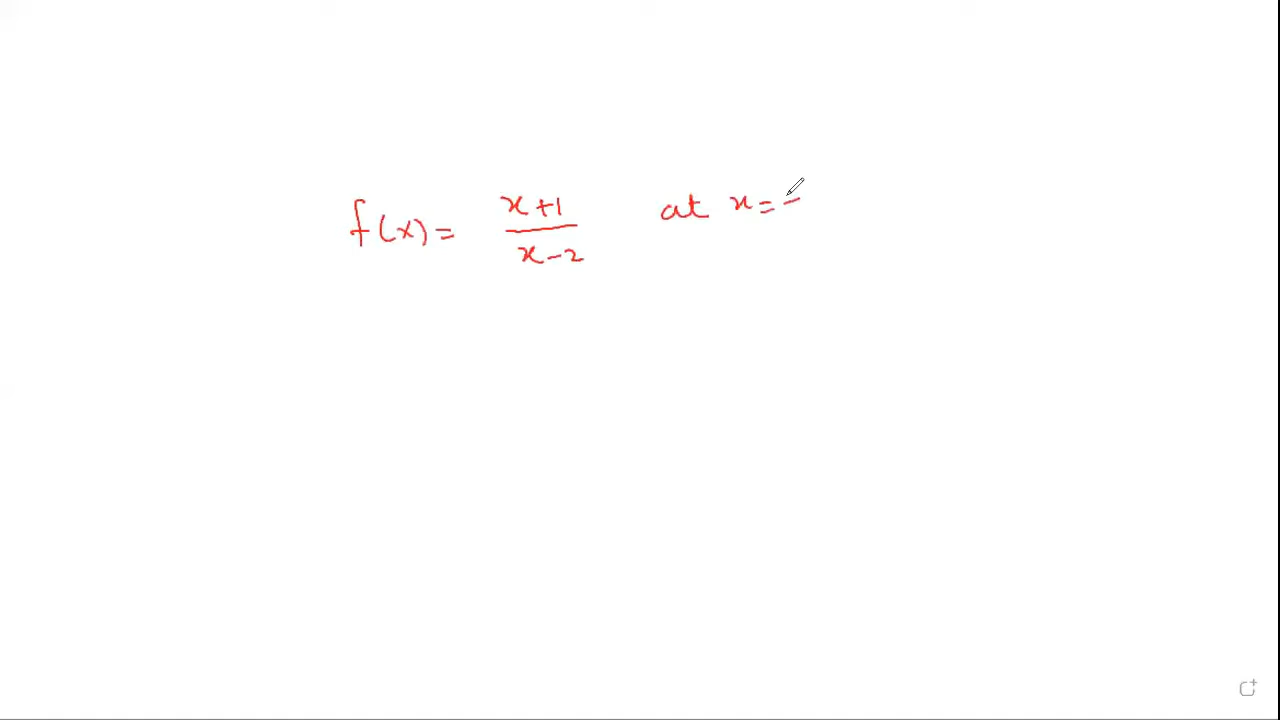 f(x) = x+1 / x-2 at x = -